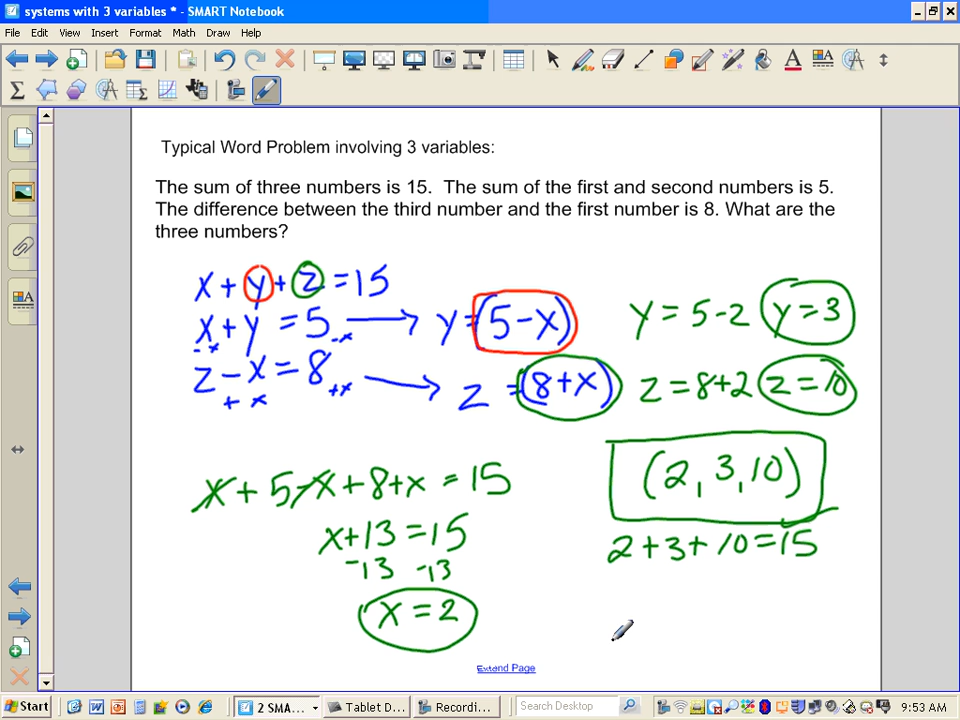 systems with 3 variables * - SMART Notebook
File Edit View Insert Format Math Draw Help
Typical Word Problem involving 3 variables:
The sum of three numbers is 15. The sum of the first and second numbers is 5.
The difference between the third number and the first number is 8. What are the
three numbers?
x + y + z = 15
x + y = 5 → y = (5 - x)
-x -x
z - x = 8 → z = (8 + x)
+ x + x
y = 5 - 2 y = 3
z = 8 + 2 z = 10
x + 5 - x + 8 + x = 15
x + 13 = 15
-13 -13
x = 2
(2, 3, 10)
2 + 3 + 10 = 15
Extend Page
Start 2 SMA... Tablet D... Recordi... Search Desktop 9:53 AM